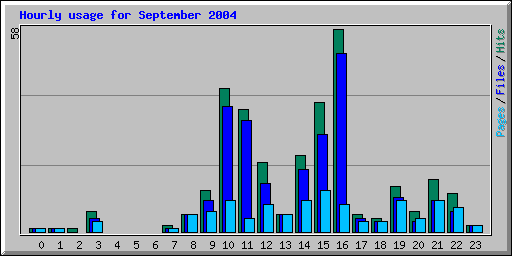 Hourly usage for September 2004
58
Pages/Files/Hits
0 1 2 3 4 5 6 7 8 9 10 11 12 13 14 15 16 17 18 19 20 21 22 23